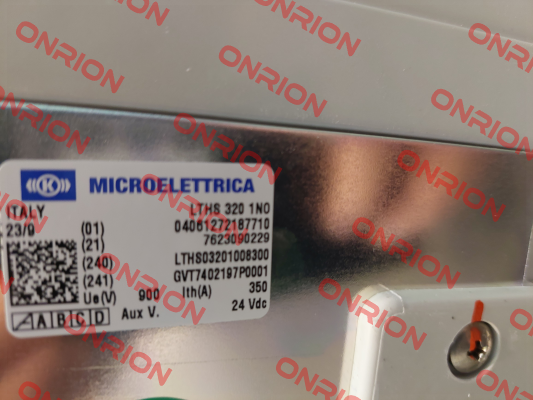 MICROELETTRICA
ITALY LTHS 320 1NO
23/9 (01) 04061272187710
(21) 7623090229
(240) LTHS03201008300
(241) GVT7402197P0001
Ue(V) 900 Ith(A) 350
A B C D Aux V. 24 Vdc
ONRION
ONRION
ONRION
ONRION
ONRION
ONRION
ONRION
ONRION
ONRION
ONRION
ONRION
ONRION
ONRION